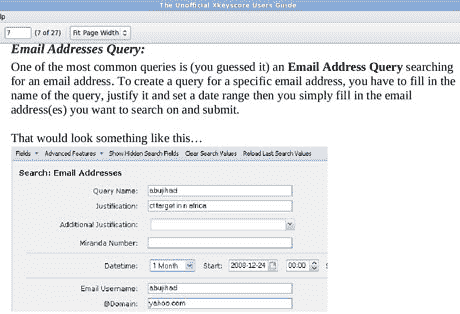 The Unofficial Xkeyscore Users Guide
lp
7 (7 of 27) Fit Page Width
Email Addresses Query:
One of the most common queries is (you guessed it) an Email Address Query searching
for an email address. To create a query for a specific email address, you have to fill in the
name of the query, justify it and set a date range then you simply fill in the email
address(es) you want to search on and submit.
That would look something like this…
Fields Advanced Features Show Hidden Search Fields Clear Search Values Reload Last Search Values
Search: Email Addresses
Query Name: abujihad
Justification: ct target in n africa
Additional Justification:
Miranda Number:
Datetime: 1 Month Start: 2008-12-24 00:00
Email Username: abujihad
@Domain: yahoo.com